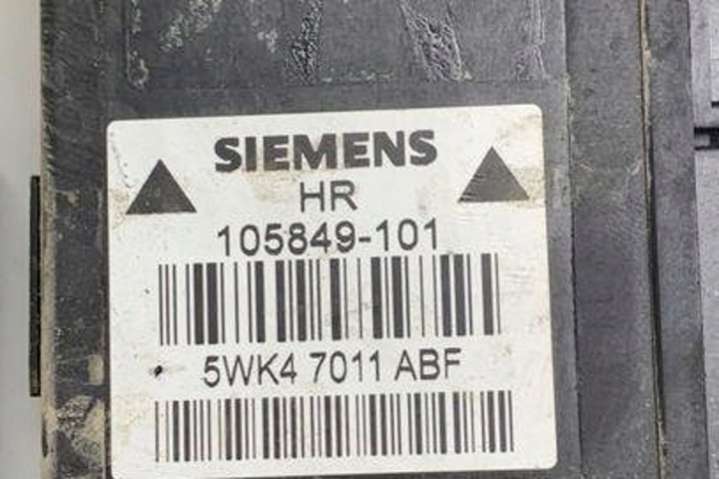 SIEMENS
HR
105849-101
5WK4 7011 ABF